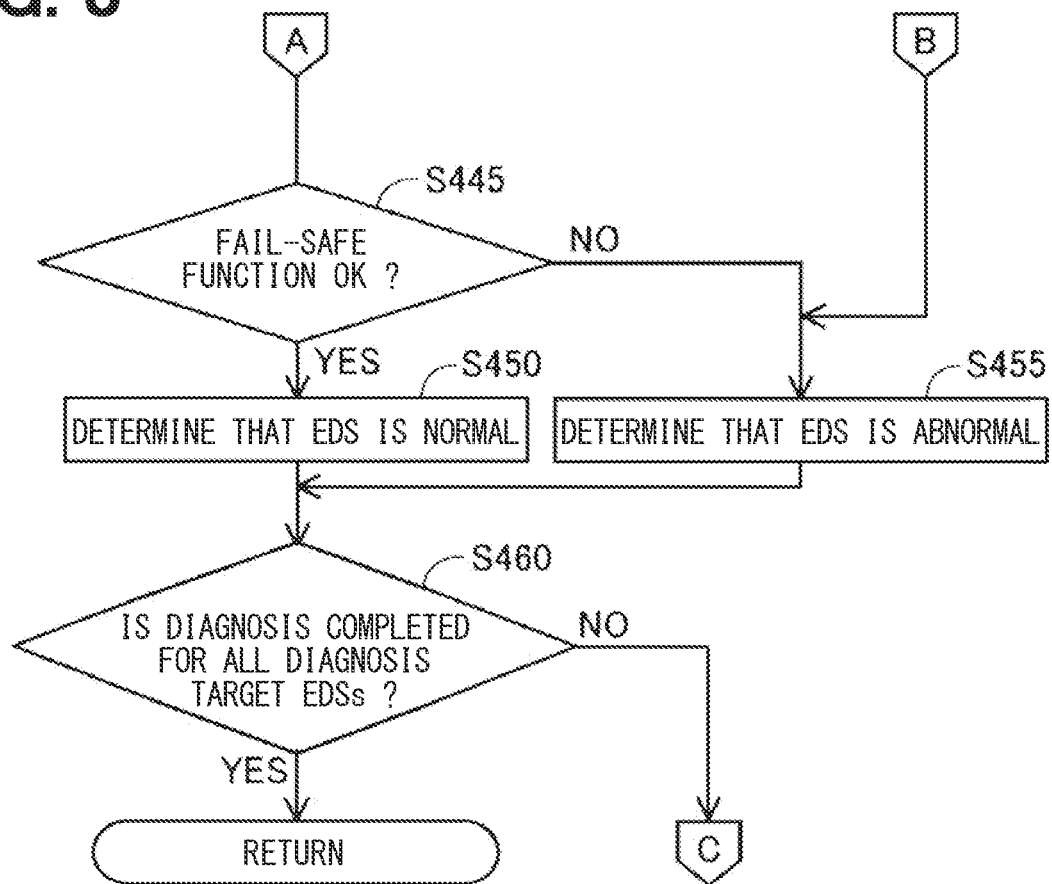 A
B
S445
FAIL-SAFE
FUNCTION OK ?
NO
YES
S450
S455
DETERMINE THAT EDS IS NORMAL
DETERMINE THAT EDS IS ABNORMAL
S460
IS DIAGNOSIS COMPLETED
FOR ALL DIAGNOSIS
TARGET EDSs ?
NO
YES
RETURN
C